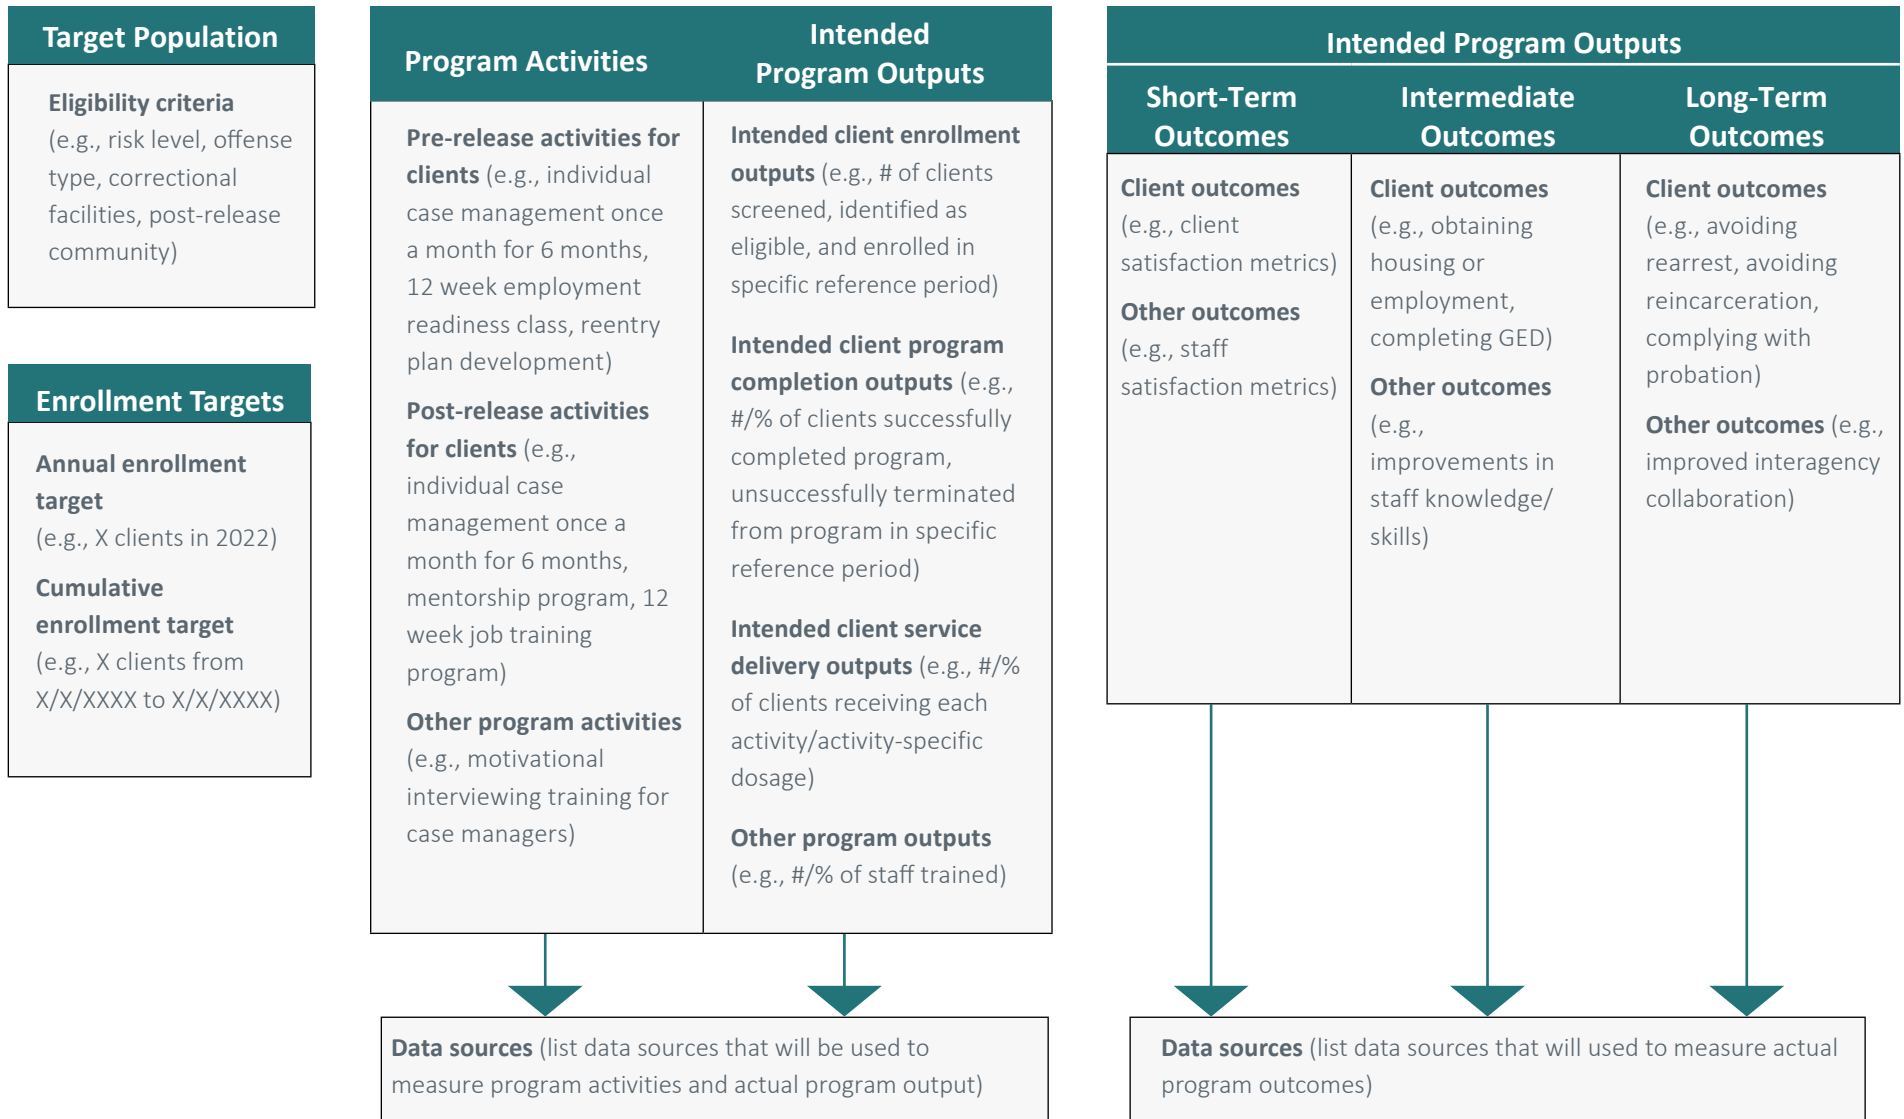 Target Population
Eligibility criteria
(e.g., risk level, offense
type, correctional
facilities, post-release
community)
Enrollment Targets
Annual enrollment
target
(e.g., X clients in 2022)
Cumulative
enrollment target
(e.g., X clients from
X/X/XXXX to X/X/XXXX)
Program Activities
Pre-release activities for
clients (e.g., individual
case management once
a month for 6 months,
12 week employment
readiness class, reentry
plan development)
Post-release activities
for clients (e.g.,
individual case
management once a
month for 6 months,
mentorship program, 12
week job training
program)
Other program activities
(e.g., motivational
interviewing training for
case managers)
Intended
Program Outputs
Intended client enrollment
outputs (e.g., # of clients
screened, identified as
eligible, and enrolled in
specific reference period)
Intended client program
completion outputs (e.g.,
#/% of clients successfully
completed program,
unsuccessfully terminated
from program in specific
reference period)
Intended client service
delivery outputs (e.g., #/%
of clients receiving each
activity/activity-specific
dosage)
Other program outputs
(e.g., #/% of staff trained)
Data sources (list data sources that will be used to
measure program activities and actual program output)
Intended Program Outputs
Short-Term
Outcomes
Client outcomes
(e.g., client
satisfaction metrics)
Other outcomes
(e.g., staff
satisfaction metrics)
Intermediate
Outcomes
Client outcomes
(e.g., obtaining
housing or
employment,
completing GED)
Other outcomes
(e.g.,
improvements in
staff knowledge/
skills)
Long-Term
Outcomes
Client outcomes
(e.g., avoiding
rearrest, avoiding
reincarceration,
complying with
probation)
Other outcomes (e.g.,
improved interagency
collaboration)
Data sources (list data sources that will used to measure actual
program outcomes)